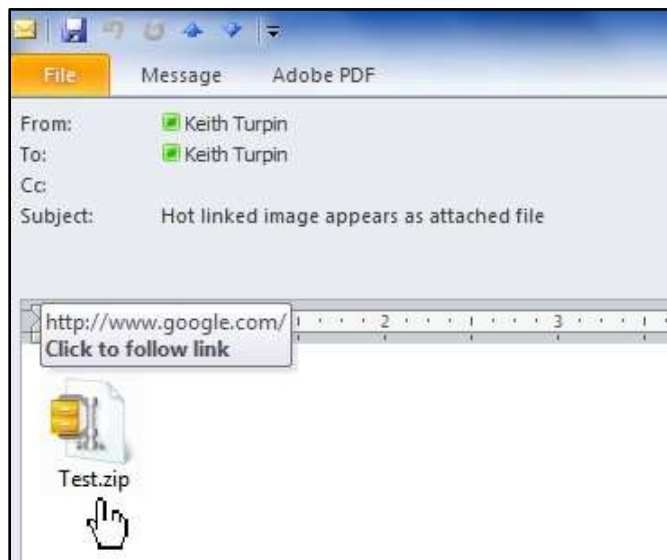 File Message Adobe PDF
From: Keith Turpin
To: Keith Turpin
Cc:
Subject: Hot linked image appears as attached file
http://www.google.com/
Click to follow link
2 3
Test.zip